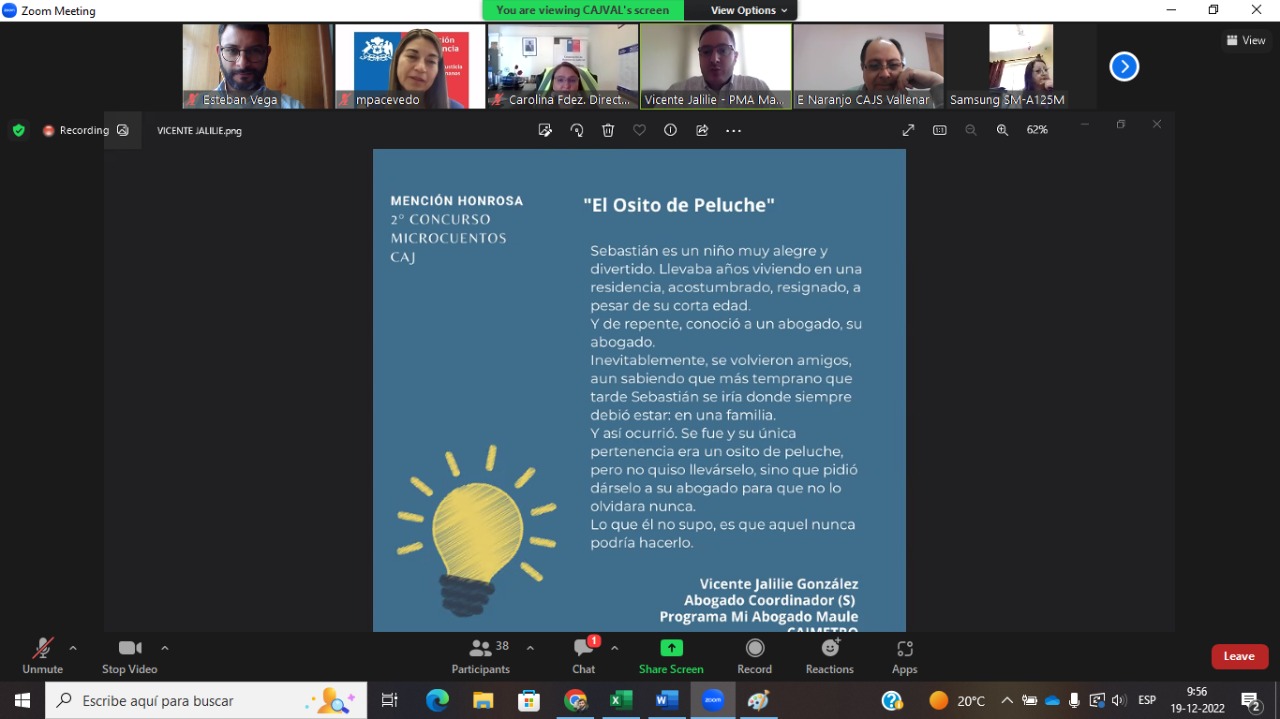 Zoom Meeting
You are viewing CAJVAL's screen
View Options
Esteban Vega
mpacevedo
Carolina Fdez. Direct...
Vicente Jalilie - PMA Ma...
E Naranjo CAJS Vallenar
Samsung SM-A125M
View
Recording
VICENTE JALILIE.png
62%
MENCIÓN HONROSA
2° CONCURSO
MICROCUENTOS
CAJ
"El Osito de Peluche"
Sebastián es un niño muy alegre y
divertido. Llevaba años viviendo en una
residencia, acostumbrado, resignado, a
pesar de su corta edad.
Y de repente, conoció a un abogado, su
abogado.
Inevitablemente, se volvieron amigos,
aun sabiendo que más temprano que
tarde Sebastián se iría donde siempre
debió estar: en una familia.
Y así ocurrió. Se fue y su única
pertenencia era un osito de peluche,
pero no quiso llevárselo, sino que pidió
dárselo a su abogado para que no lo
olvidara nunca.
Lo que él no supo, es que aquel nunca
podría hacerlo.
Vicente Jalilie González
Abogado Coordinador (S)
Programa Mi Abogado Maule
CAJMETRO
Unmute
Stop Video
38
Participants
1
Chat
Share Screen
Record
Reactions
Apps
Leave
Escribe aquí para buscar
20°C
ESP
9:56
19-12-2022
2